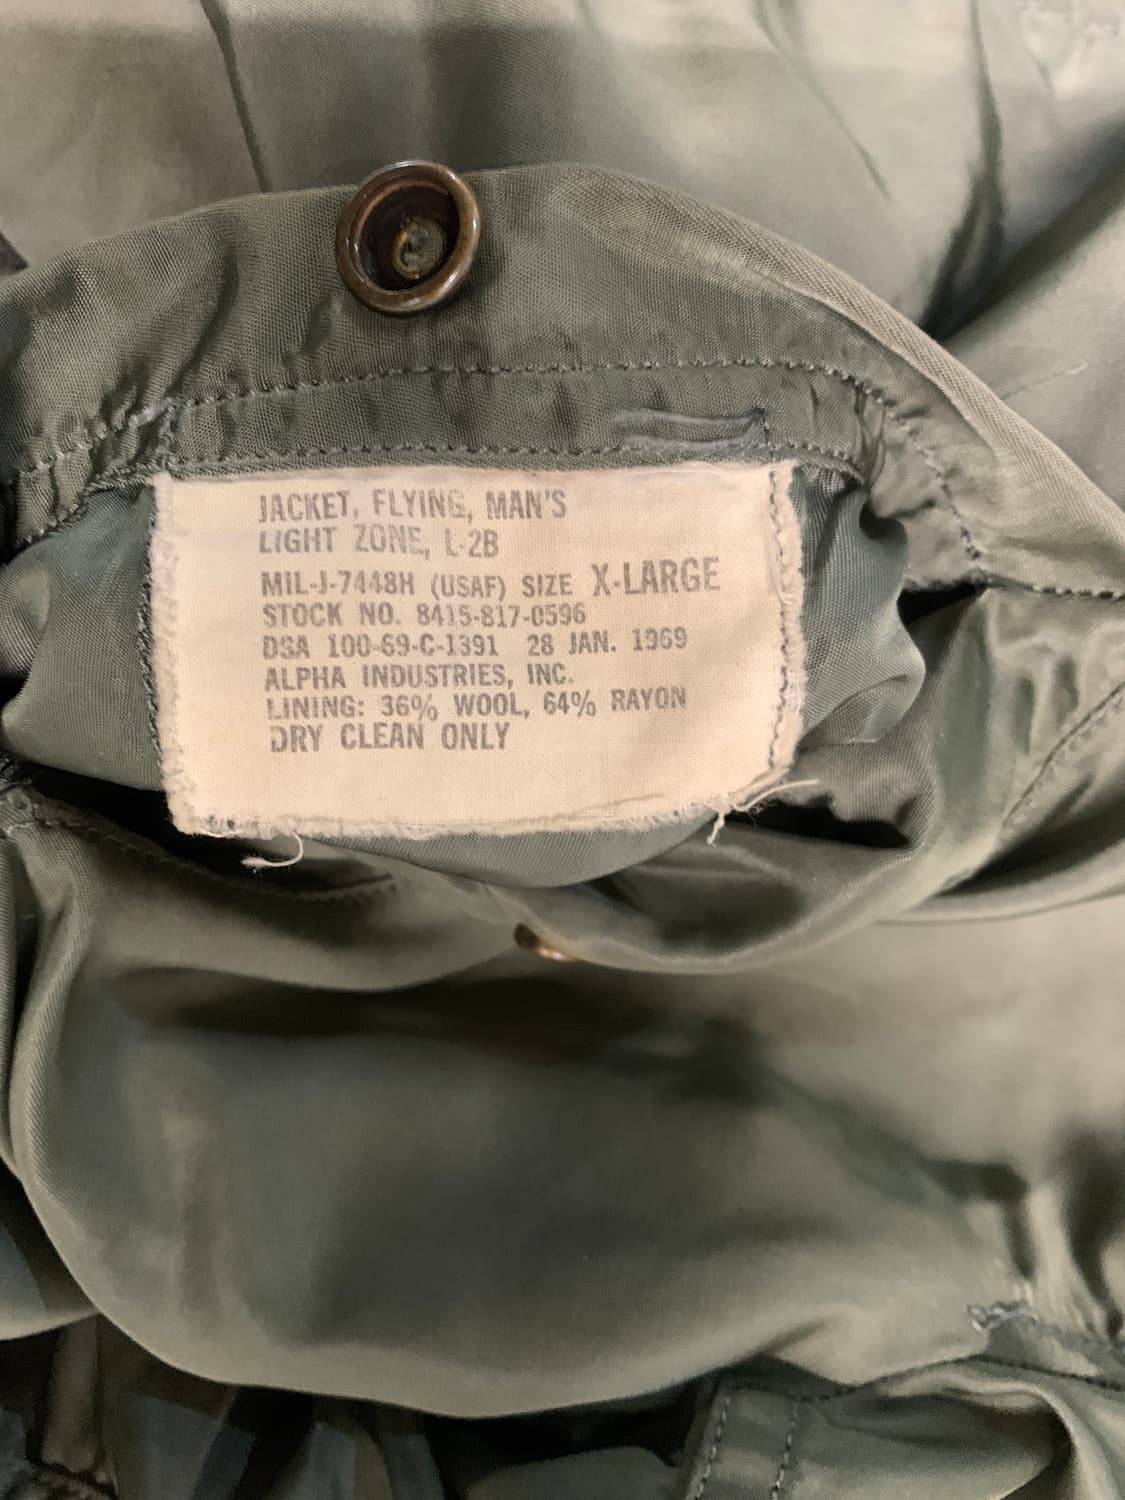 JACKET, FLYING, MAN'S
LIGHT ZONE, L-2B
MIL-J-7448H (USAF) SIZE X-LARGE
STOCK NO. 8415-817-0596
DSA 100-69-C-1391 28 JAN. 1969
ALPHA INDUSTRIES, INC.
LINING: 36% WOOL, 64% RAYON
DRY CLEAN ONLY